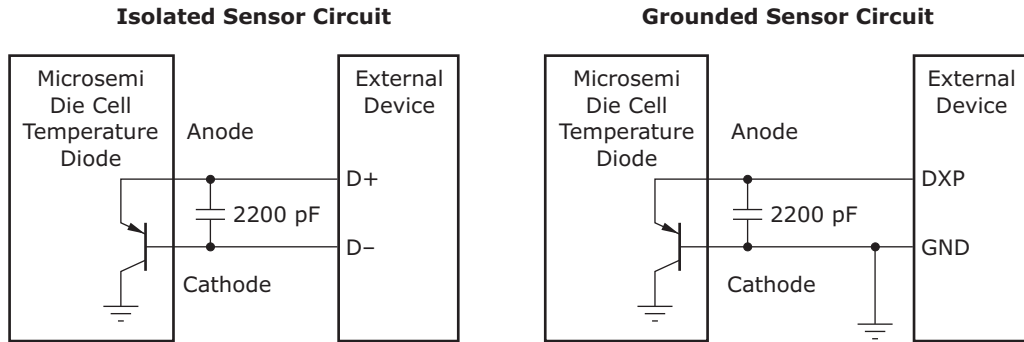 Isolated Sensor Circuit
Microsemi
Die Cell
Temperature
Diode
Anode
External
Device
D+
2200 pF
D–
Cathode
Grounded Sensor Circuit
Microsemi
Die Cell
Temperature
Diode
Anode
External
Device
DXP
2200 pF
GND
Cathode